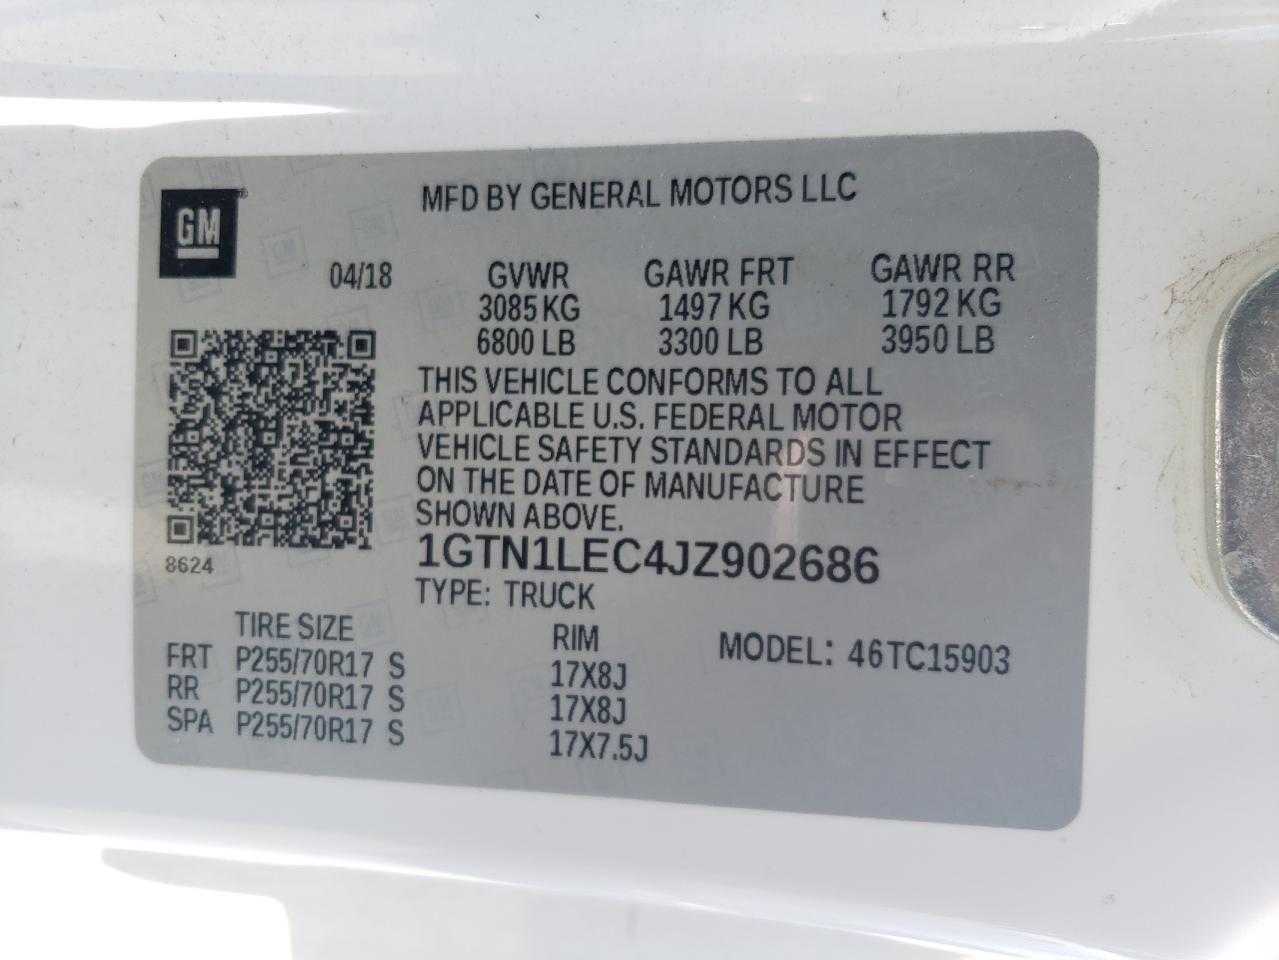 MFD BY GENERAL MOTORS LLC
GM
04/18 GVWR GAWR FRT GAWR RR
3085 KG 1497 KG 1792 KG
6800 LB 3300 LB 3950 LB
THIS VEHICLE CONFORMS TO ALL
APPLICABLE U.S. FEDERAL MOTOR
VEHICLE SAFETY STANDARDS IN EFFECT
ON THE DATE OF MANUFACTURE
SHOWN ABOVE.
8624
1GTN1LEC4JZ902686
TYPE: TRUCK
TIRE SIZE RIM MODEL: 46TC15903
FRT P255/70R17 S 17X8J
RR P255/70R17 S 17X8J
SPA P255/70R17 S 17X7.5J